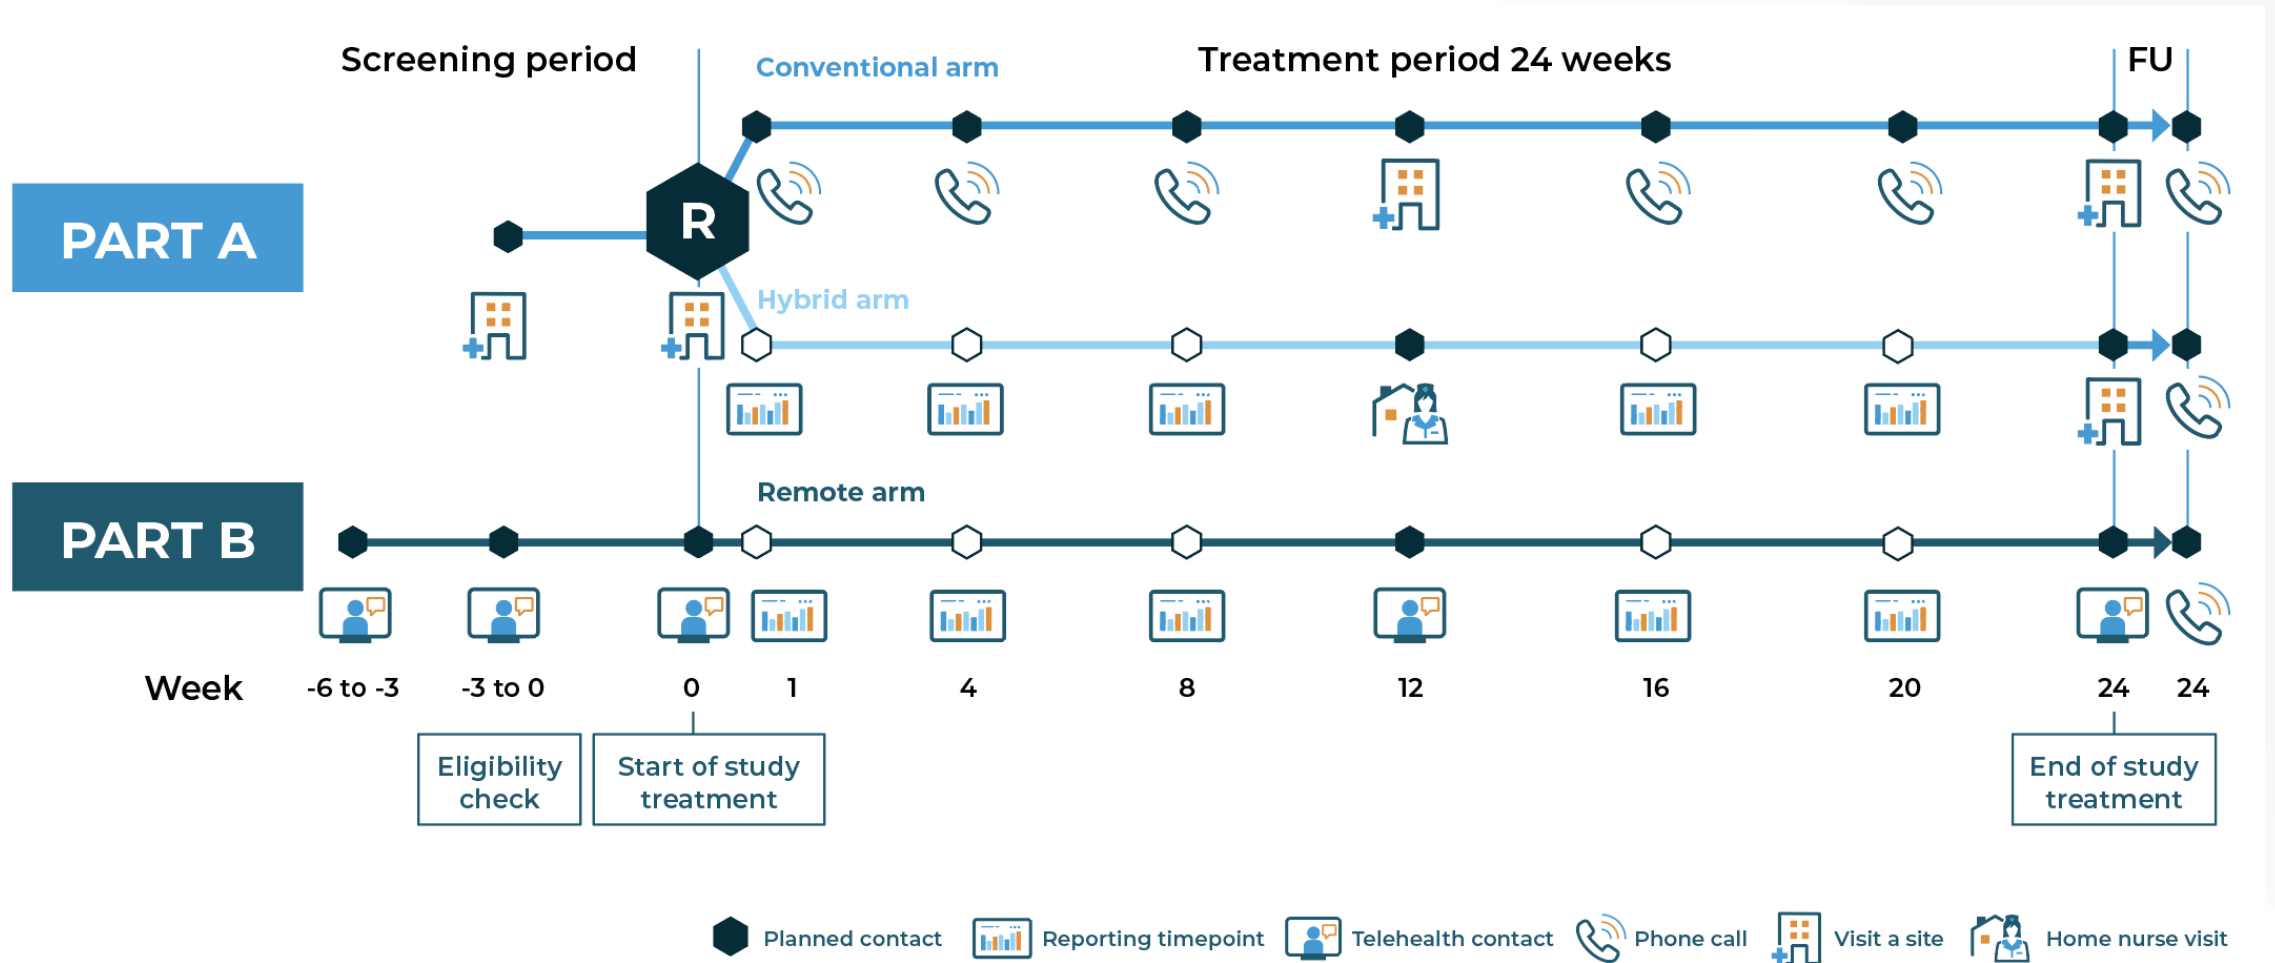 Screening period
Conventional arm
Treatment period 24 weeks
FU
PART A
R
Hybrid arm
Remote arm
PART B
Week
-6 to -3
-3 to 0
0
1
4
8
12
16
20
24
24
Eligibility
check
Start of study
treatment
End of study
treatment
Planned contact
Reporting timepoint
Telehealth contact
Phone call
Visit a site
Home nurse visit